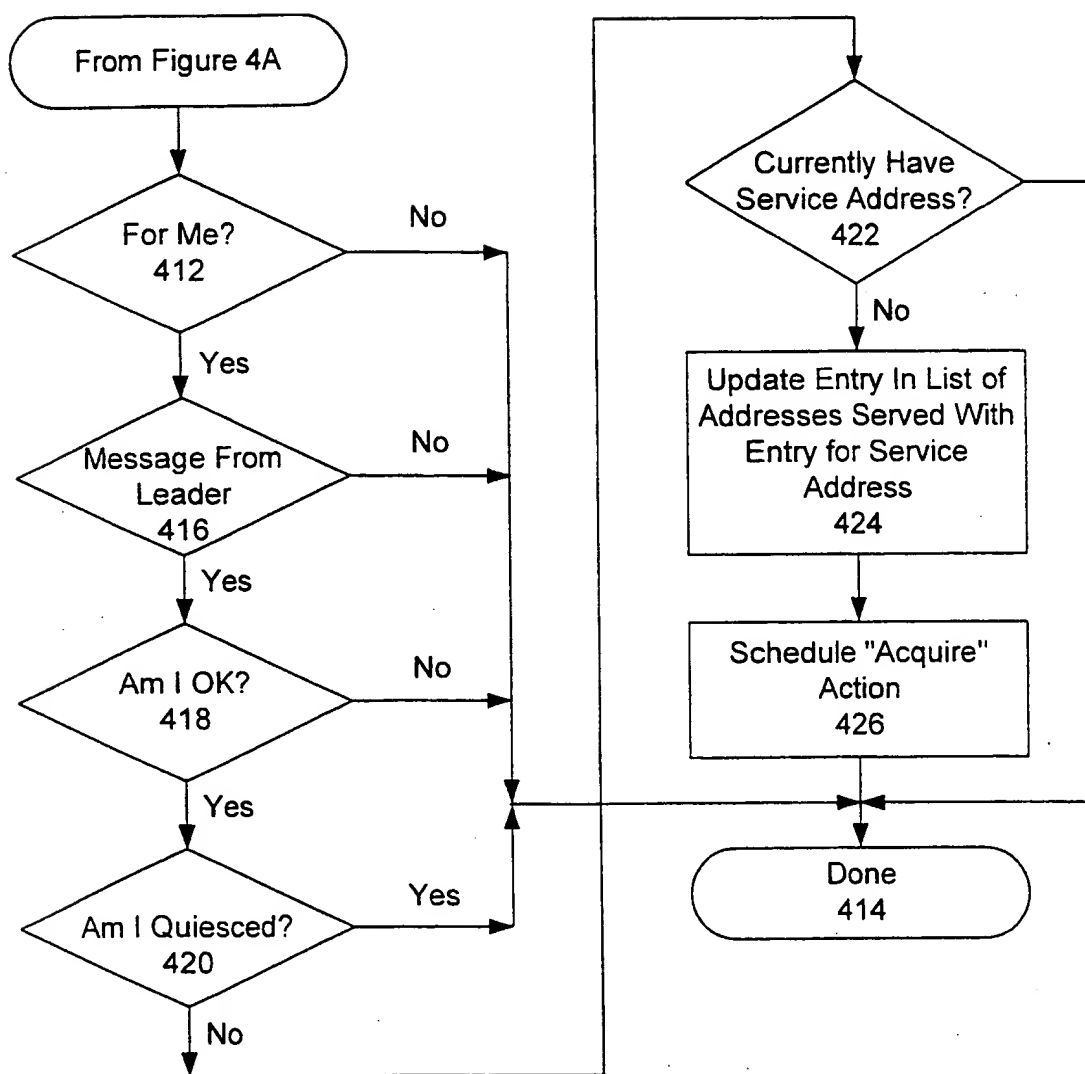 From Figure 4A
For Me?
412
No
Yes
Message From
Leader
416
No
Yes
Am I OK?
418
No
Yes
Am I Quiesced?
420
Yes
No
Currently Have
Service Address?
422
No
Update Entry In List of
Addresses Served With
Entry for Service
Address
424
Schedule "Acquire"
Action
426
Done
414